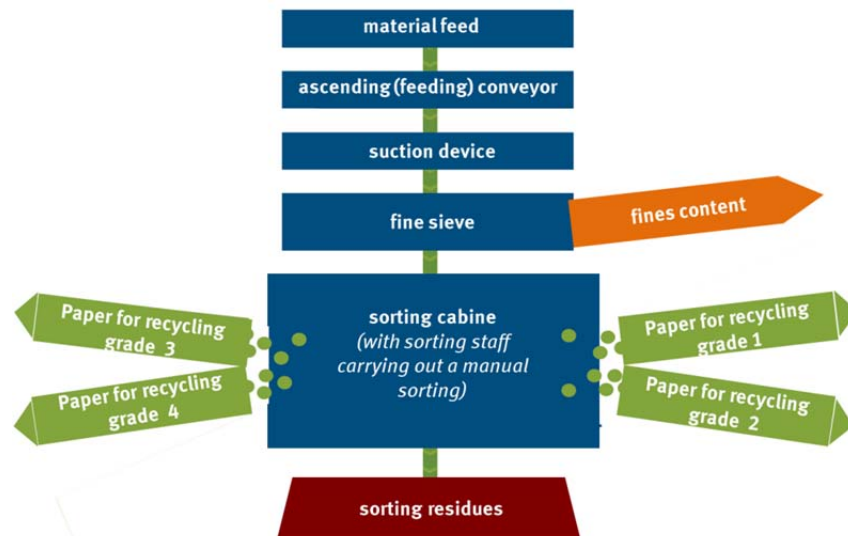 material feed
ascending (feeding) conveyor
suction device
fine sieve
fines content
sorting cabine
(with sorting staff
carrying out a manual
sorting)
Paper for recycling
grade 3
Paper for recycling
grade 4
Paper for recycling
grade 1
Paper for recycling
grade 2
sorting residues